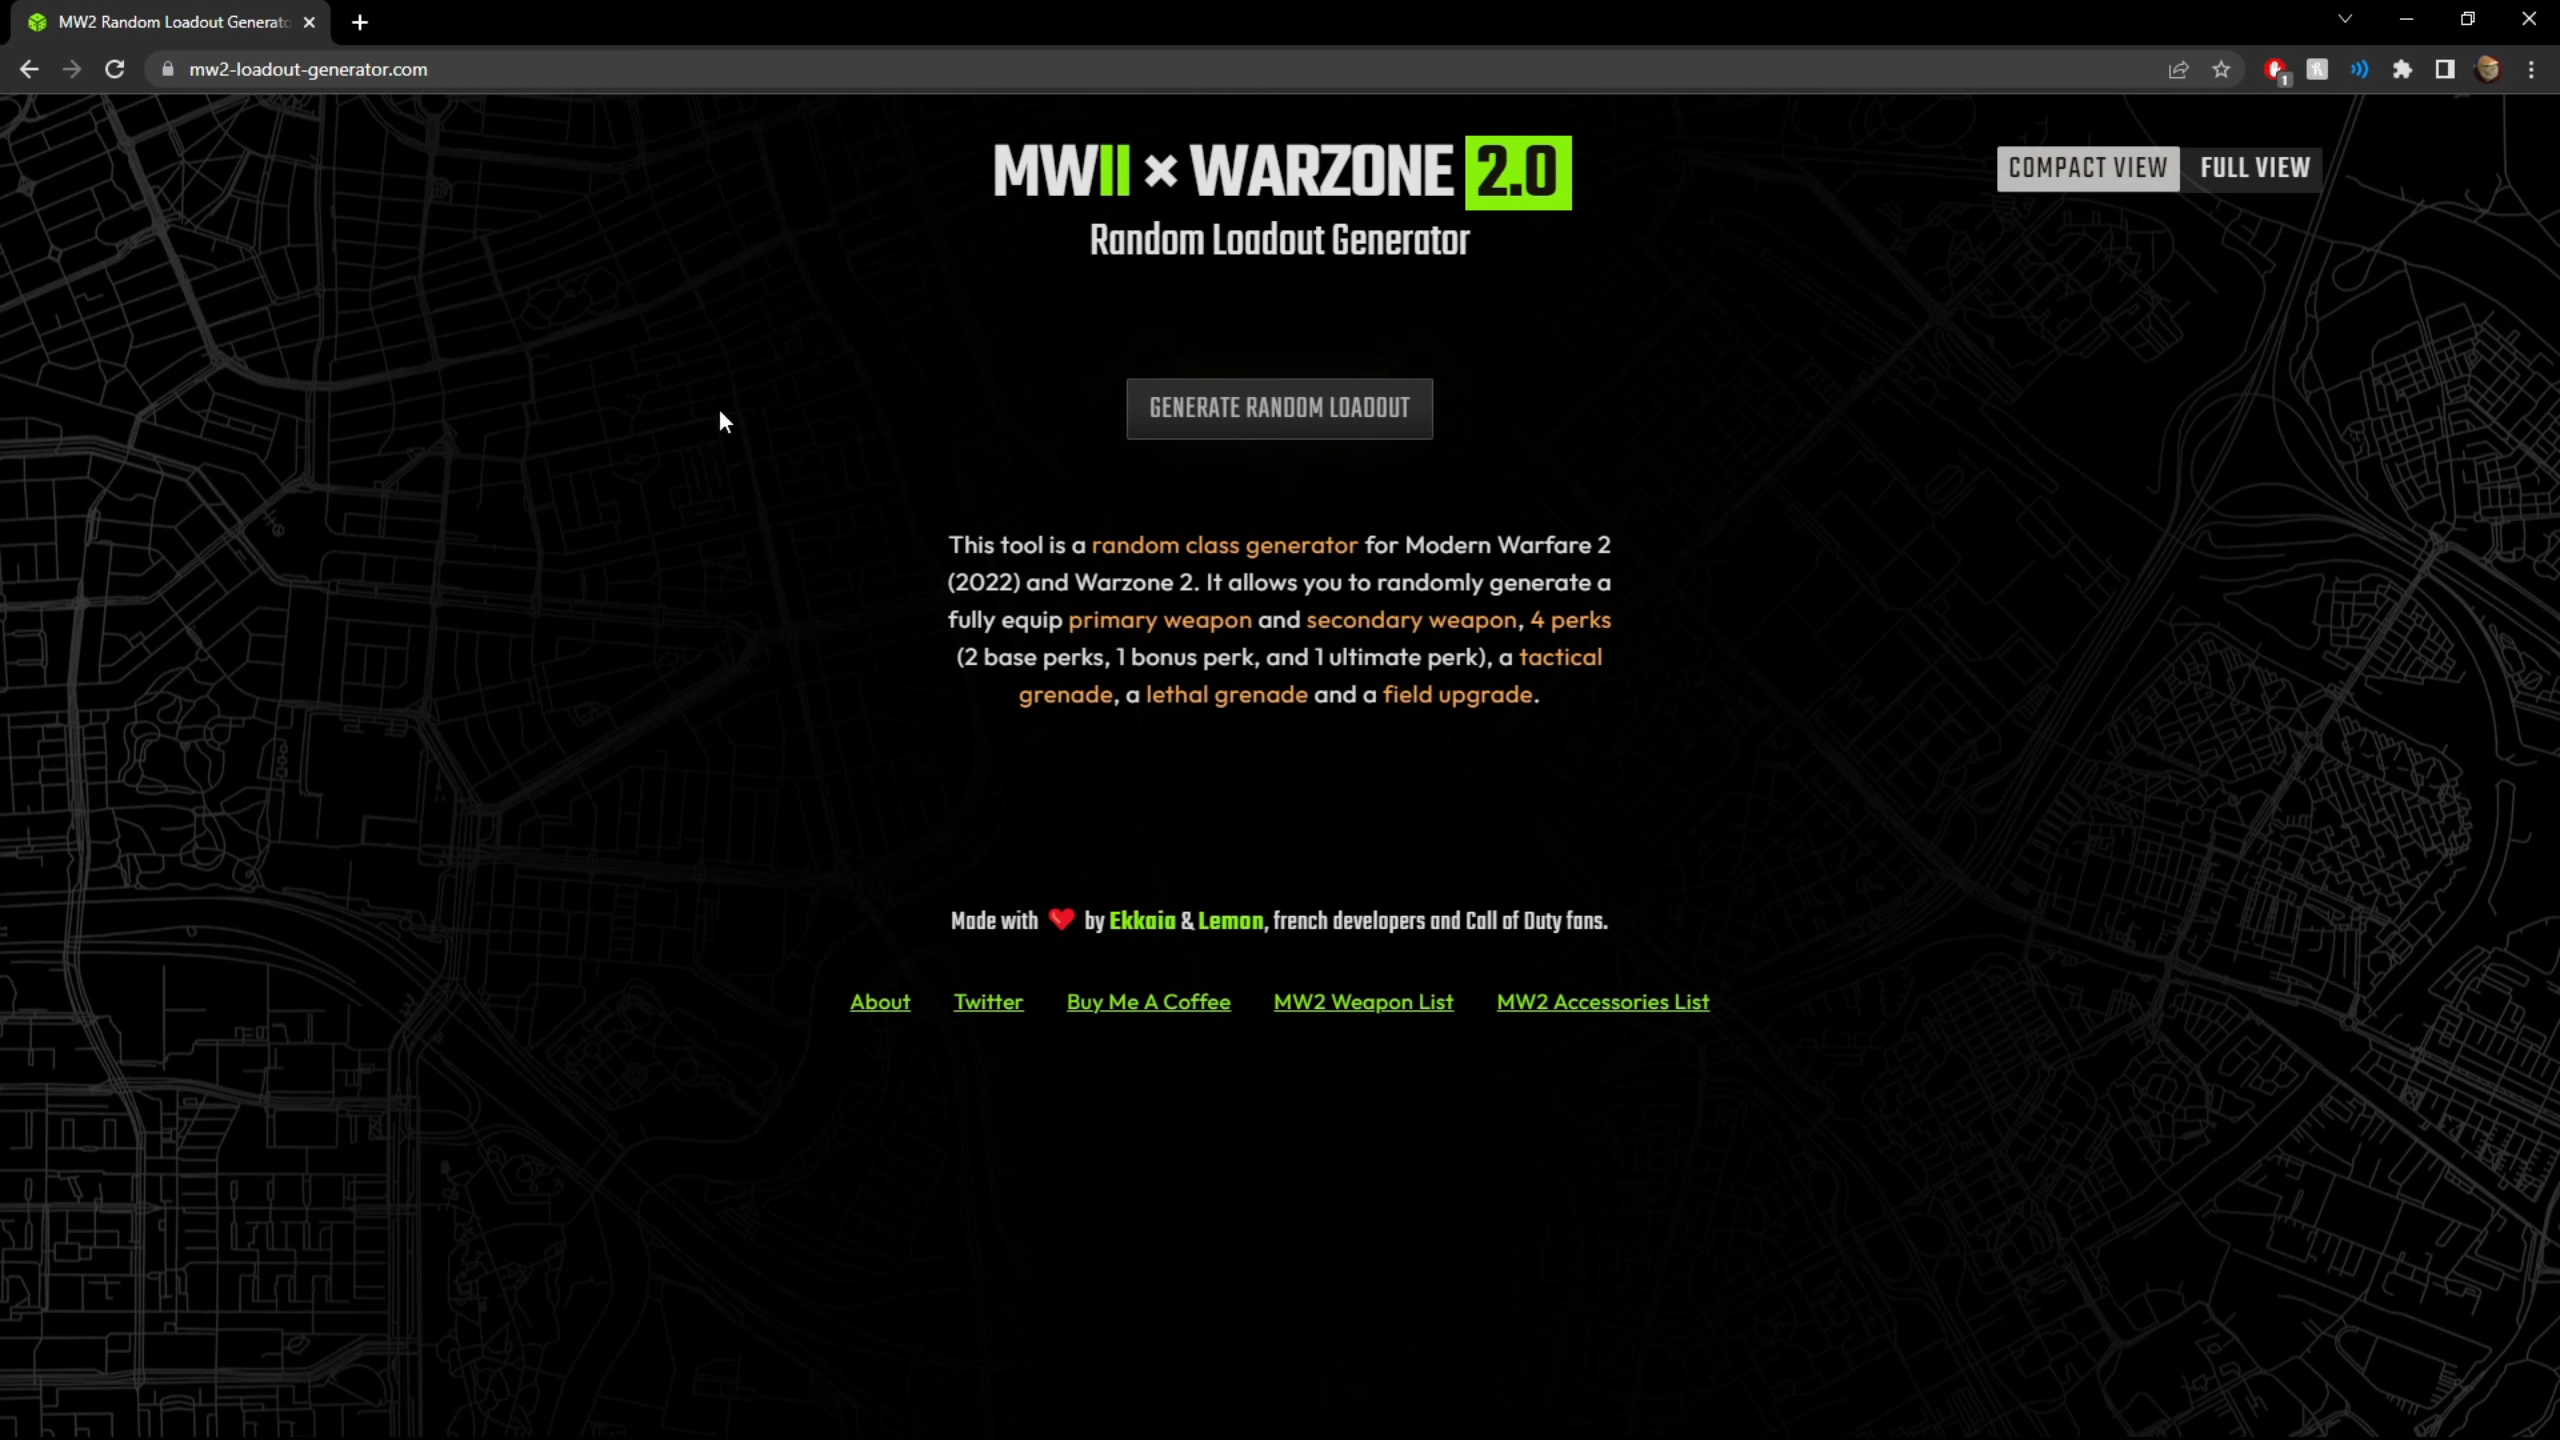 MW2 Random Loadout Generato
mw2-loadout-generator.com
1
MWII × WARZONE 2.0
COMPACT VIEW
FULL VIEW
Random Loadout Generator
GENERATE RANDOM LOADOUT
This tool is a random class generator for Modern Warfare 2
(2022) and Warzone 2. It allows you to randomly generate a
fully equip primary weapon and secondary weapon, 4 perks
(2 base perks, 1 bonus perk, and 1 ultimate perk), a tactical
grenade, a lethal grenade and a field upgrade.
Made with ❤ by Ekkaia & Lemon, french developers and Call of Duty fans.
About
Twitter
Buy Me A Coffee
MW2 Weapon List
MW2 Accessories List